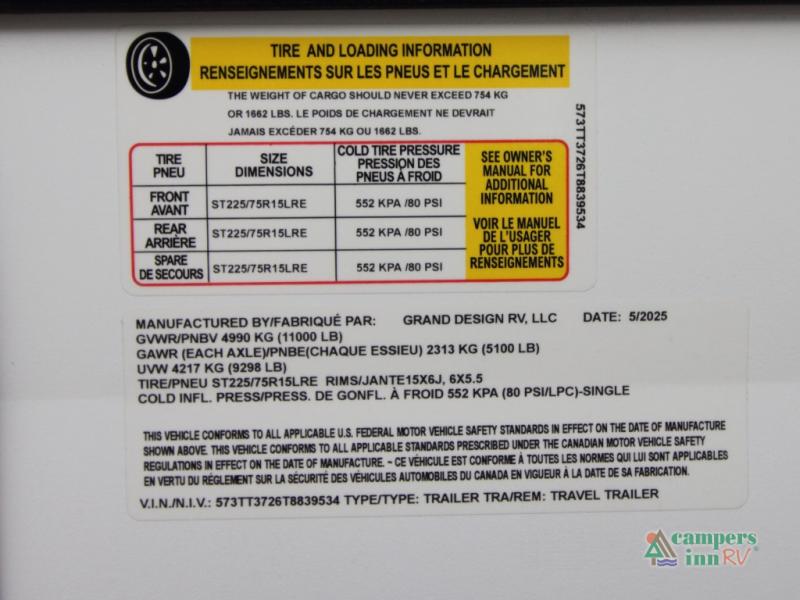 TIRE AND LOADING INFORMATION
RENSEIGNEMENTS SUR LES PNEUS ET LE CHARGEMENT
THE WEIGHT OF CARGO SHOULD NEVER EXCEED 754 KG
OR 1662 LBS. LE POIDS DE CHARGEMENT NE DEVRAIT
JAMAIS EXCÉDER 754 KG OU 1662 LBS.
573TT3726T8839534
TIRE
PNEU
SIZE
DIMENSIONS
COLD TIRE PRESSURE
PRESSION DES
PNEUS À FROID
FRONT
AVANT
ST225/75R15LRE
552 KPA /80 PSI
REAR
ARRIÈRE
ST225/75R15LRE
552 KPA /80 PSI
SPARE
DE SECOURS
ST225/75R15LRE
552 KPA /80 PSI
SEE OWNER'S
MANUAL FOR
ADDITIONAL
INFORMATION
VOIR LE MANUEL
DE L'USAGER
POUR PLUS DE
RENSEIGNEMENTS
MANUFACTURED BY/FABRIQUÉ PAR: GRAND DESIGN RV, LLC DATE: 5/2025
GVWR/PNBV 4990 KG (11000 LB)
GAWR (EACH AXLE)/PNBE(CHAQUE ESSIEU) 2313 KG (5100 LB)
UVW 4217 KG (9298 LB)
TIRE/PNEU ST225/75R15LRE RIMS/JANTE15X6J, 6X5.5
COLD INFL. PRESS/PRESS. DE GONFL. À FROID 552 KPA (80 PSI/LPC)-SINGLE
THIS VEHICLE CONFORMS TO ALL APPLICABLE U.S. FEDERAL MOTOR VEHICLE SAFETY STANDARDS IN EFFECT ON THE DATE OF MANUFACTURE
SHOWN ABOVE. THIS VEHICLE CONFORMS TO ALL APPLICABLE STANDARDS PRESCRIBED UNDER THE CANADIAN MOTOR VEHICLE SAFETY
REGULATIONS IN EFFECT ON THE DATE OF MANUFACTURE. - CE VÉHICULE EST CONFORME À TOUTES LES NORMES QUI LUI SONT APPLICABLES
EN VERTU DU RÈGLEMENT SUR LA SÉCURITÉ DES VÉHICULES AUTOMOBILES DU CANADA EN VIGUEUR À LA DATE DE SA FABRICATION.
V.I.N./N.I.V.: 573TT3726T8839534 TYPE/TYPE: TRAILER TRA/REM: TRAVEL TRAILER
campers
inn RV®